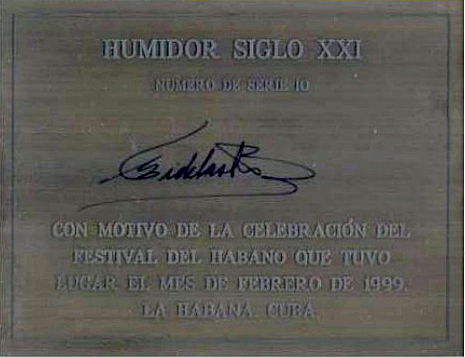 HUMIDOR SIGLO XXI
NUMERO DE SERIE 10
CON MOTIVO DE LA CELEBRACIÓN DEL
FESTIVAL DEL HABANO QUE TUVO
LUGAR EL MES DE FEBRERO DE 1999.
LA HABANA. CUBA